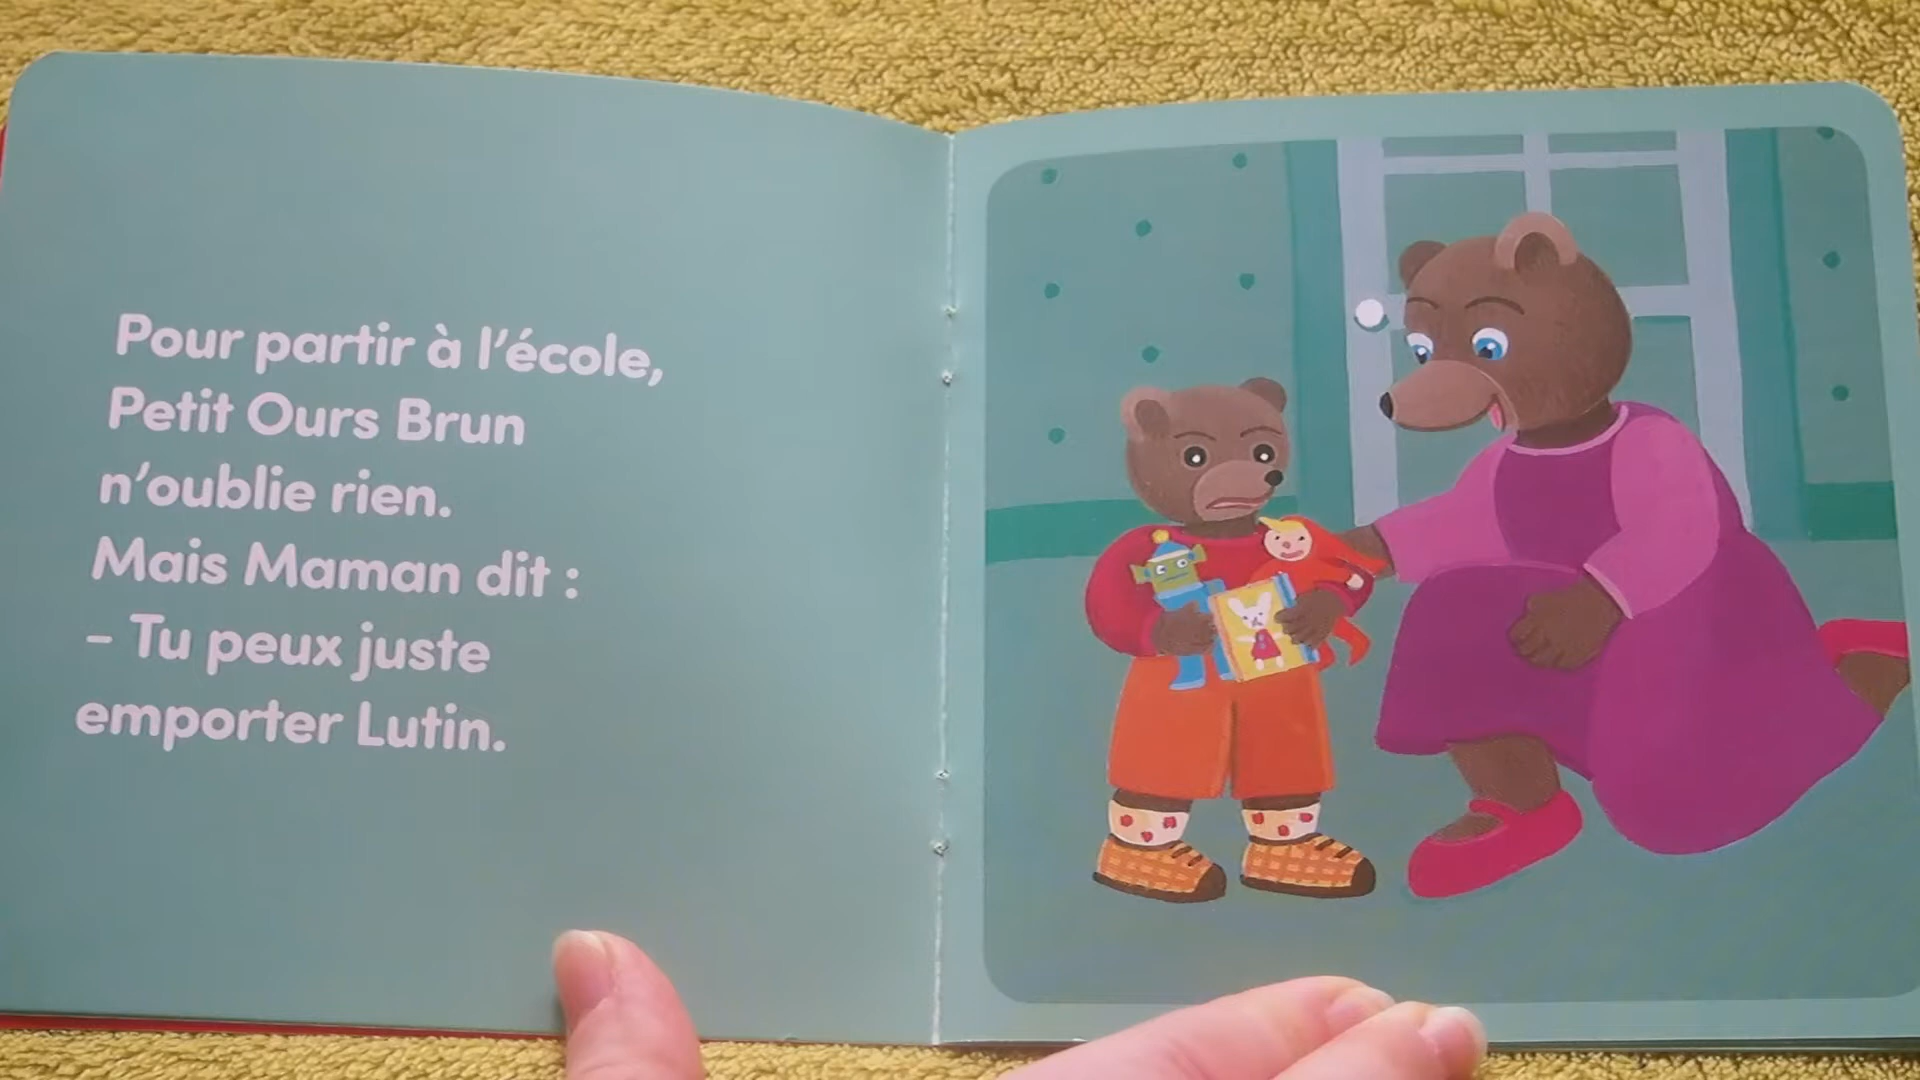 Pour partir à l’école,
Petit Ours Brun
n’oublie rien.
Mais Maman dit :
– Tu peux juste
emporter Lutin.